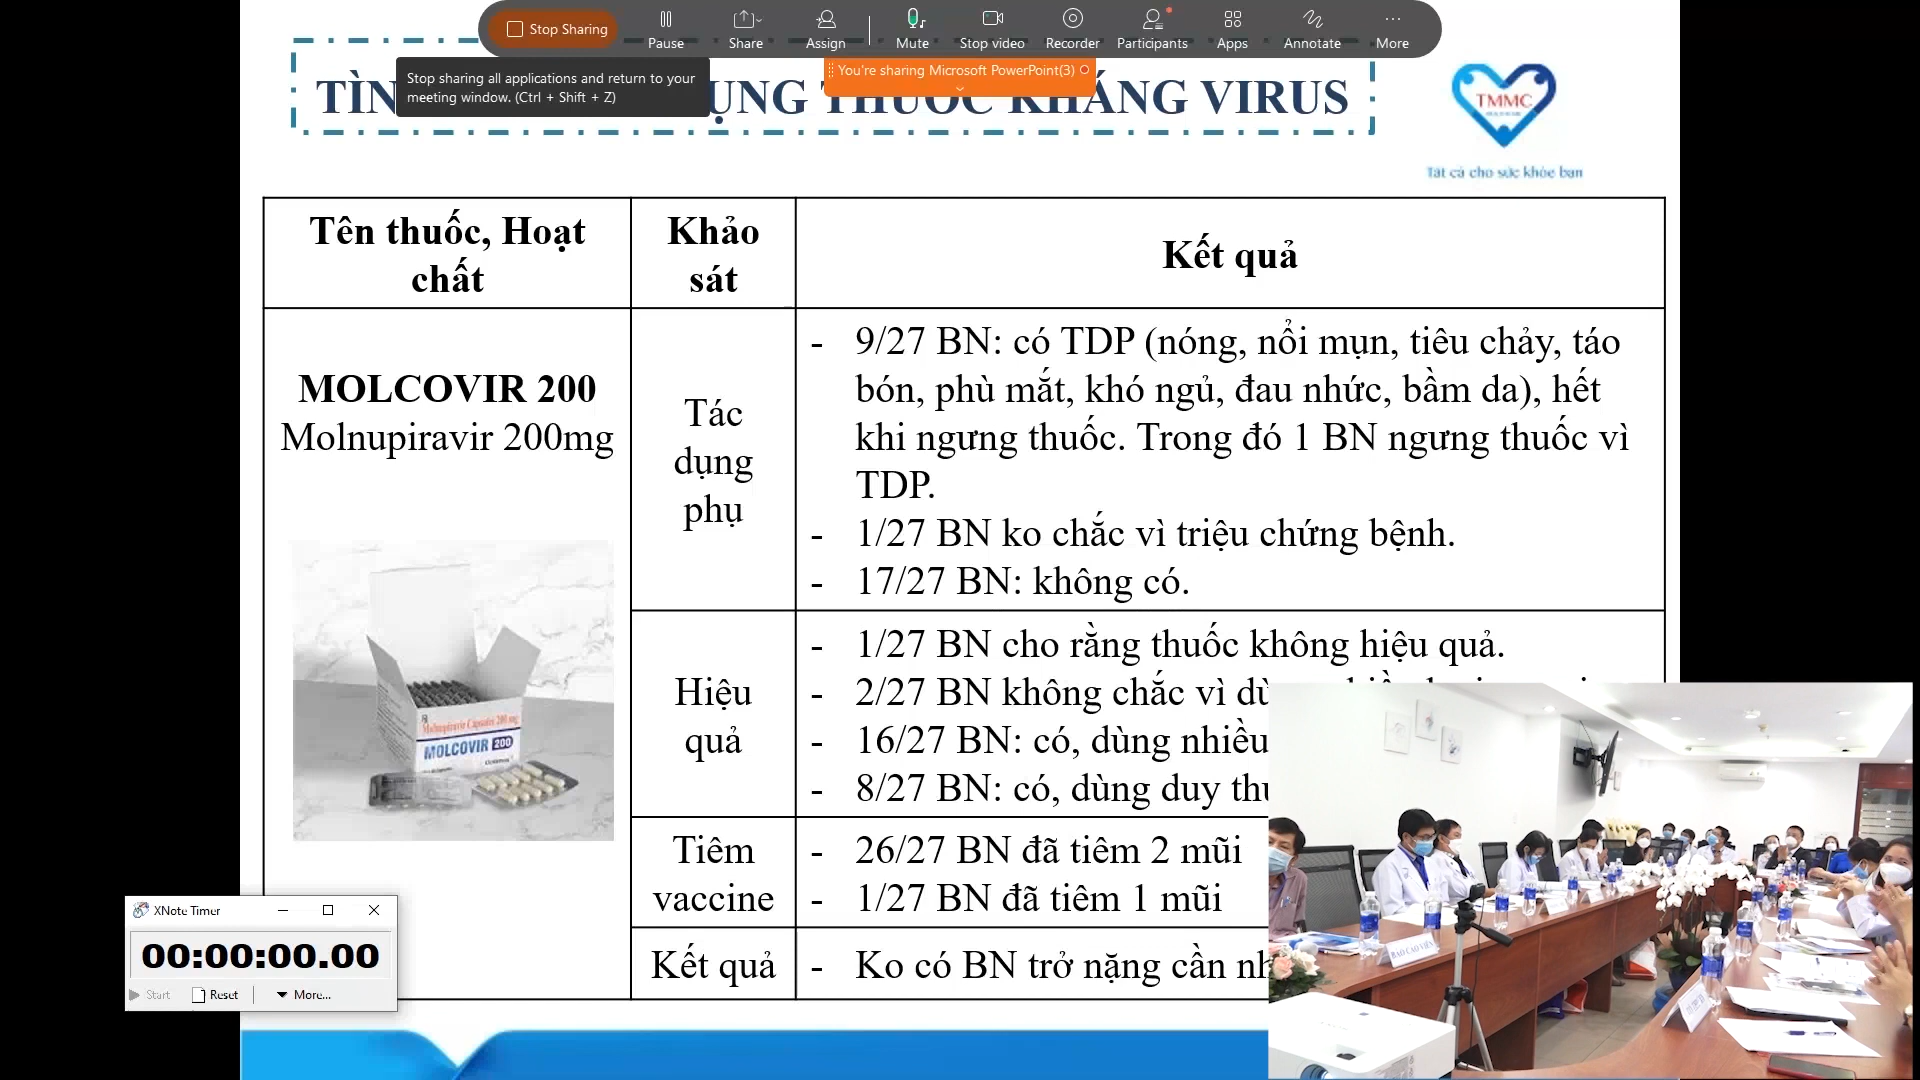 Stop Sharing
Pause
Share
Assign
Mute
Stop video
Recorder
Participants
Apps
Annotate
More
Stop sharing all applications and return to your
meeting window. (Ctrl + Shift + Z)
You're sharing Microsoft PowerPoint(3)
TÌN ỤNG THUỐC KHÁNG VIRUS
TMMC
Tất cả cho sức khỏe bạn
Tên thuốc, Hoạt
chất
Khảo
sát
Kết quả
MOLCOVIR 200
Molnupiravir 200mg
Molnupiravir Capsules 200 mg
MOLCOVIR 200
Tác
dụng
phụ
- 9/27 BN: có TDP (nóng, nổi mụn, tiêu chảy, táo
bón, phù mắt, khó ngủ, đau nhức, bầm da), hết
khi ngưng thuốc. Trong đó 1 BN ngưng thuốc vì
TDP.
- 1/27 BN ko chắc vì triệu chứng bệnh.
- 17/27 BN: không có.
Hiệu
quả
- 1/27 BN cho rằng thuốc không hiệu quả.
- 2/27 BN không chắc vì
- 16/27 BN: có, dùng nhiều
- 8/27 BN: có, dùng duy
Tiêm
vaccine
- 26/27 BN đã tiêm 2 mũi
- 1/27 BN đã tiêm 1 mũi
Kết quả
- Ko có BN trở nặng cần
BÁO CÁO VIÊN
XNote Timer
00:00:00.00
Start
Reset
More...